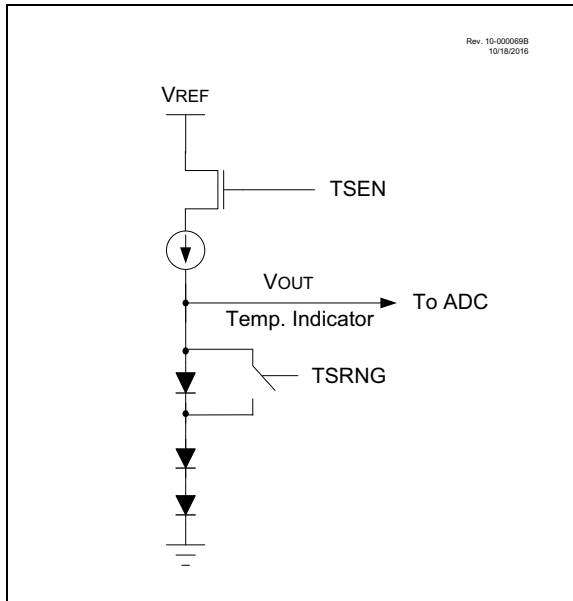 Rev. 10-000069B
10/18/2016
VREF
TSEN
VOUT
To ADC
Temp. Indicator
TSRNG